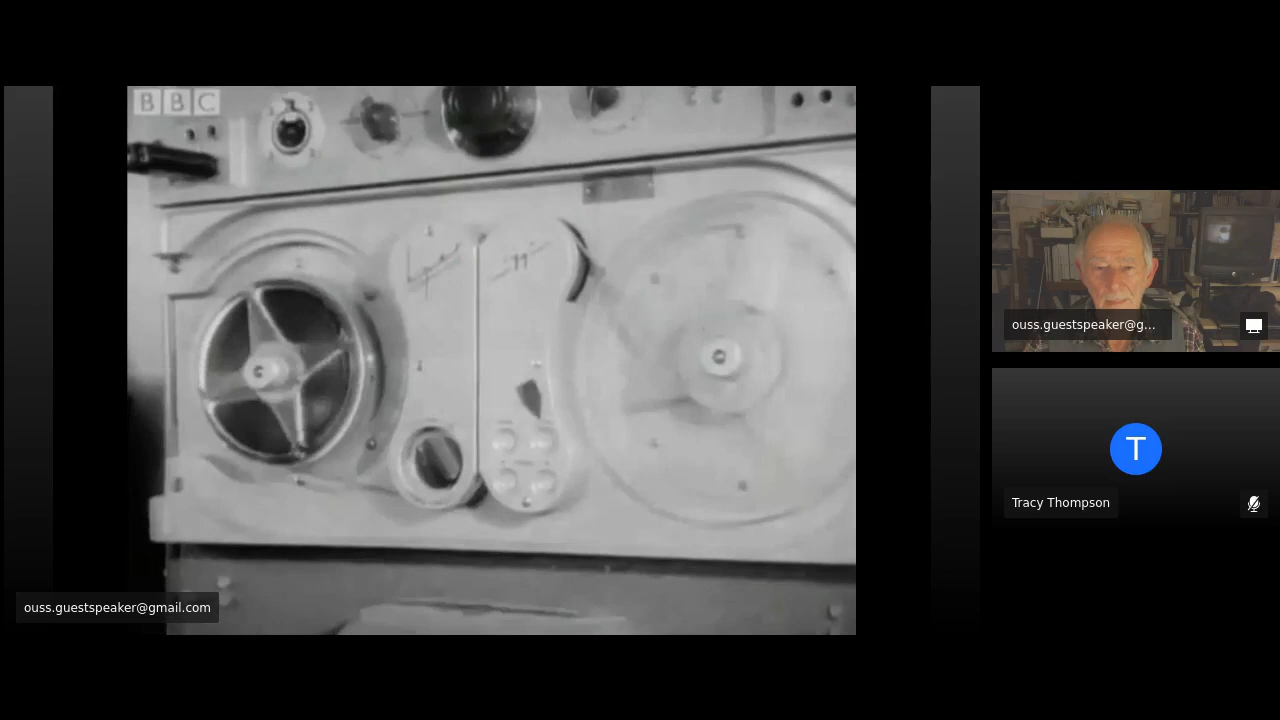 BBC
ouss.guestspeaker@gmail.com
ouss.guestspeaker@g...
T
Tracy Thompson